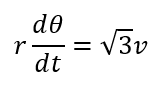 r dθ/dt = √3v